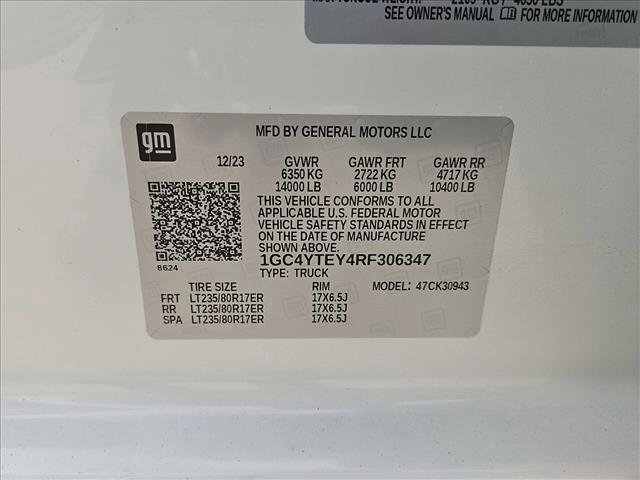 SEE OWNER'S MANUAL FOR MORE INFORMATION
gm
MFD BY GENERAL MOTORS LLC
12/23 GVWR GAWR FRT GAWR RR
6350 KG 2722 KG 4717 KG
14000 LB 6000 LB 10400 LB
THIS VEHICLE CONFORMS TO ALL
APPLICABLE U.S. FEDERAL MOTOR
VEHICLE SAFETY STANDARDS IN EFFECT
ON THE DATE OF MANUFACTURE
SHOWN ABOVE.
8624
1GC4YTEY4RF306347
TYPE: TRUCK
TIRE SIZE RIM MODEL: 47CK30943
FRT LT235/80R17ER 17X6.5J
RR LT235/80R17ER 17X6.5J
SPA LT235/80R17ER 17X6.5J